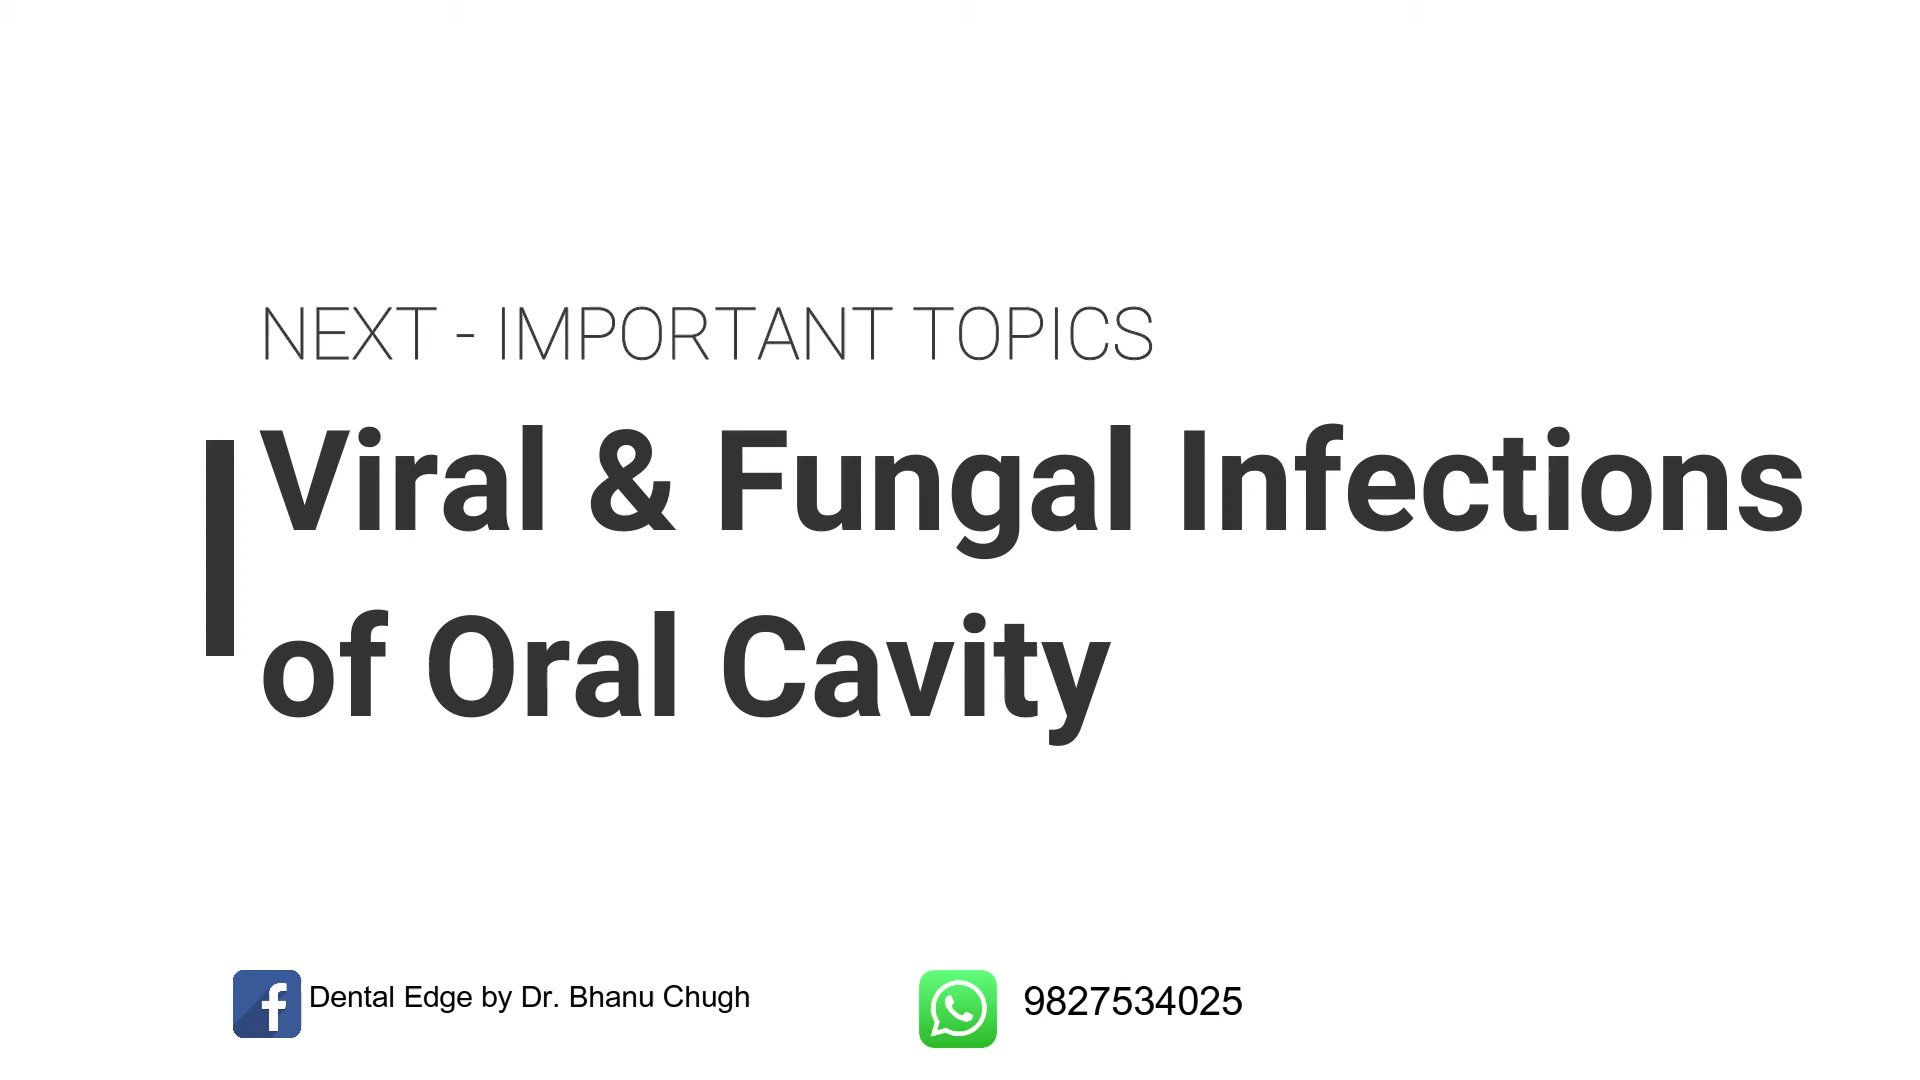 NEXT - IMPORTANT TOPICS
Viral & Fungal Infections
of Oral Cavity
Dental Edge by Dr. Bhanu Chugh
9827534025